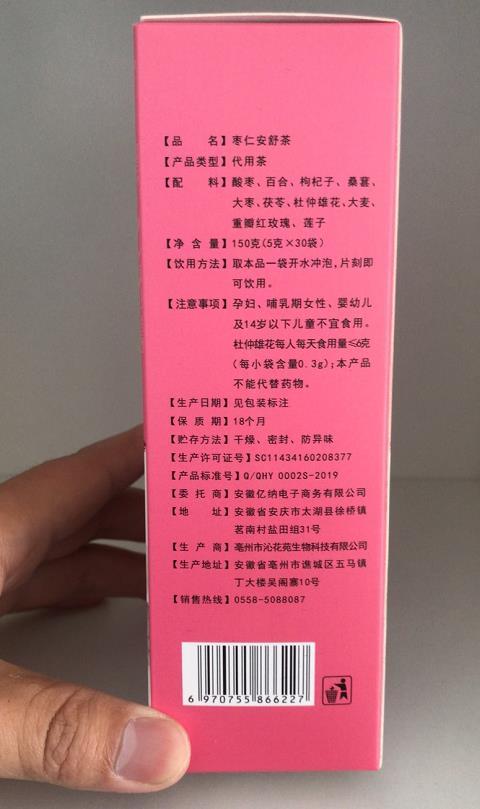 【品　　名】枣仁安舒茶
【产品类型】代用茶
【配　　料】酸枣、百合、枸杞子、桑葚、
大枣、茯苓、杜仲雄花、大麦、
重瓣红玫瑰、莲子
【净 含 量】150克(5克×30袋)
【饮用方法】取本品一袋开水冲泡,片刻即
可饮用。
【注意事项】孕妇、哺乳期女性、婴幼儿
及14岁以下儿童不宜食用。
杜仲雄花每人每天食用量≤6克
(每小袋含量0.3g);本产品
不能代替药物。
【生产日期】见包装标注
【保 质 期】18个月
【贮存方法】干燥、密封、防异味
【生产许可证号】SC11434160208377
【产品标准号】Q/QHY 0002S-2019
【委 托 商】安徽亿纳电子商务有限公司
【地　　址】安徽省安庆市太湖县徐桥镇
茗南村盐田组31号
【生 产 商】亳州市沁花苑生物科技有限公司
【生产地址】安徽省亳州市谯城区五马镇
丁大楼吴阁寨10号
【销售热线】0558-5088087
6 970755 866227